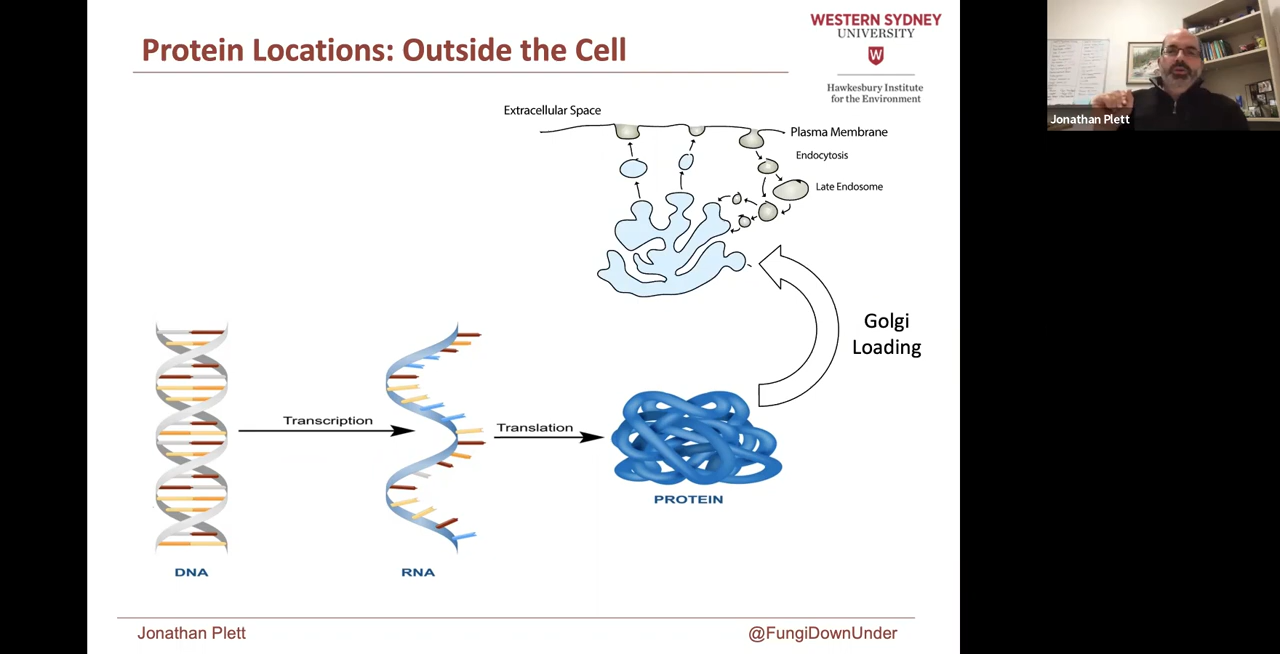 Protein Locations: Outside the Cell
WESTERN SYDNEY
UNIVERSITY
W
Hawkesbury Institute
for the Environment
Jonathan Plett
Extracellular Space
Plasma Membrane
Endocytosis
Late Endosome
Golgi
Loading
Transcription
Translation
PROTEIN
DNA
RNA
Jonathan Plett
@FungiDownUnder